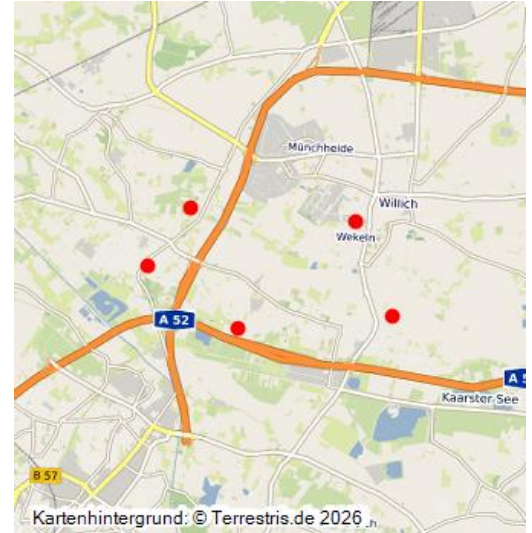 Münchheide
Willich
Wekeln
A 52
A 5
Kaarster See
B 57
Kartenhintergrund: © Terrestris.de 2026